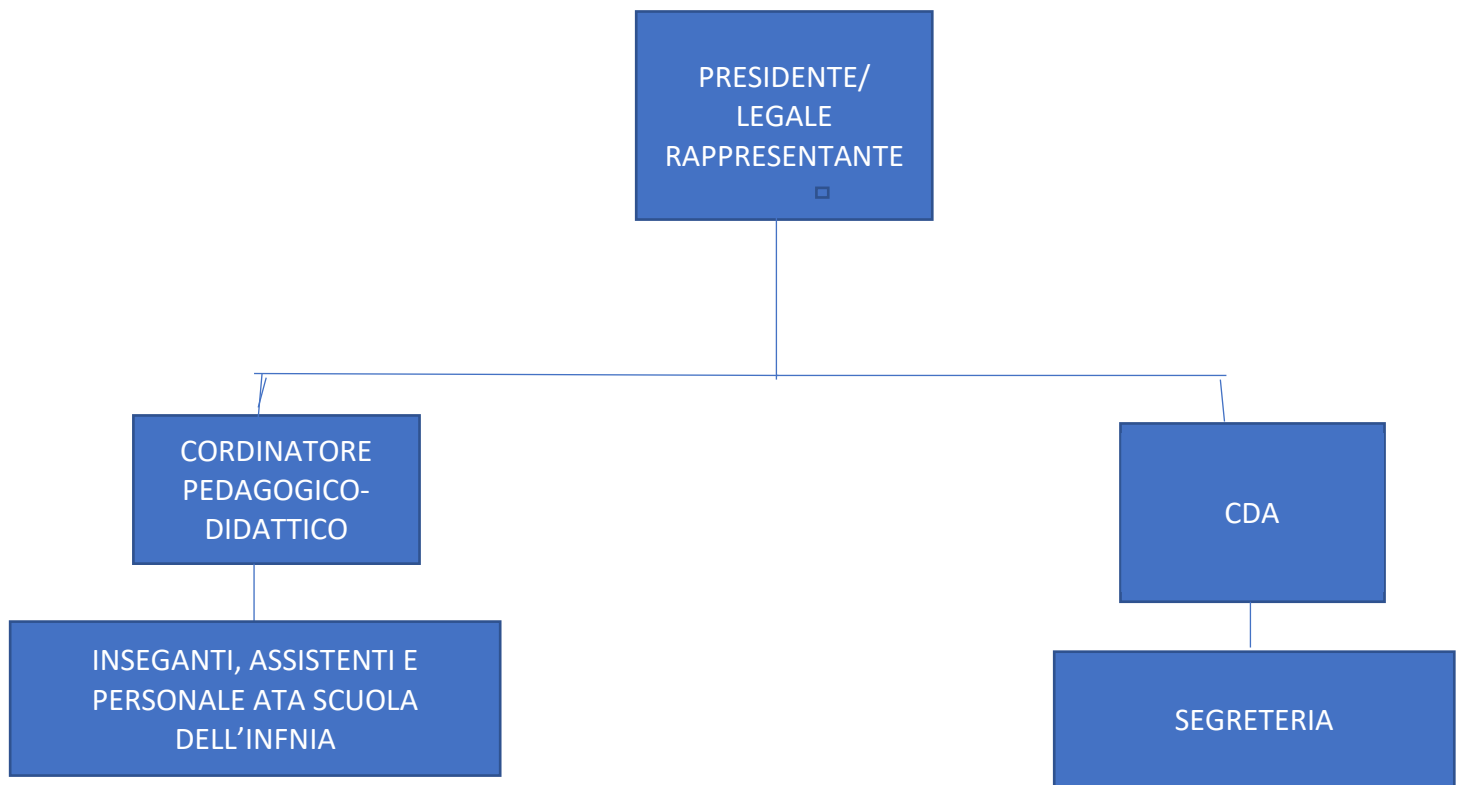 PRESIDENTE/
LEGALE
RAPPRESENTANTE
CORDINATORE
PEDAGOGICO-
DIDATTICO
CDA
INSEGANTI, ASSISTENTI E
PERSONALE ATA SCUOLA
DELL’INFNIA
SEGRETERIA